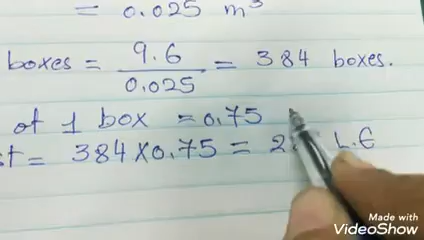 = 0.025 m³
boxes = 9.6 / 0.025 = 384 boxes.
of 1 box = 0.75
= 384 × 0.75 = L.E
Made with
VideoShow